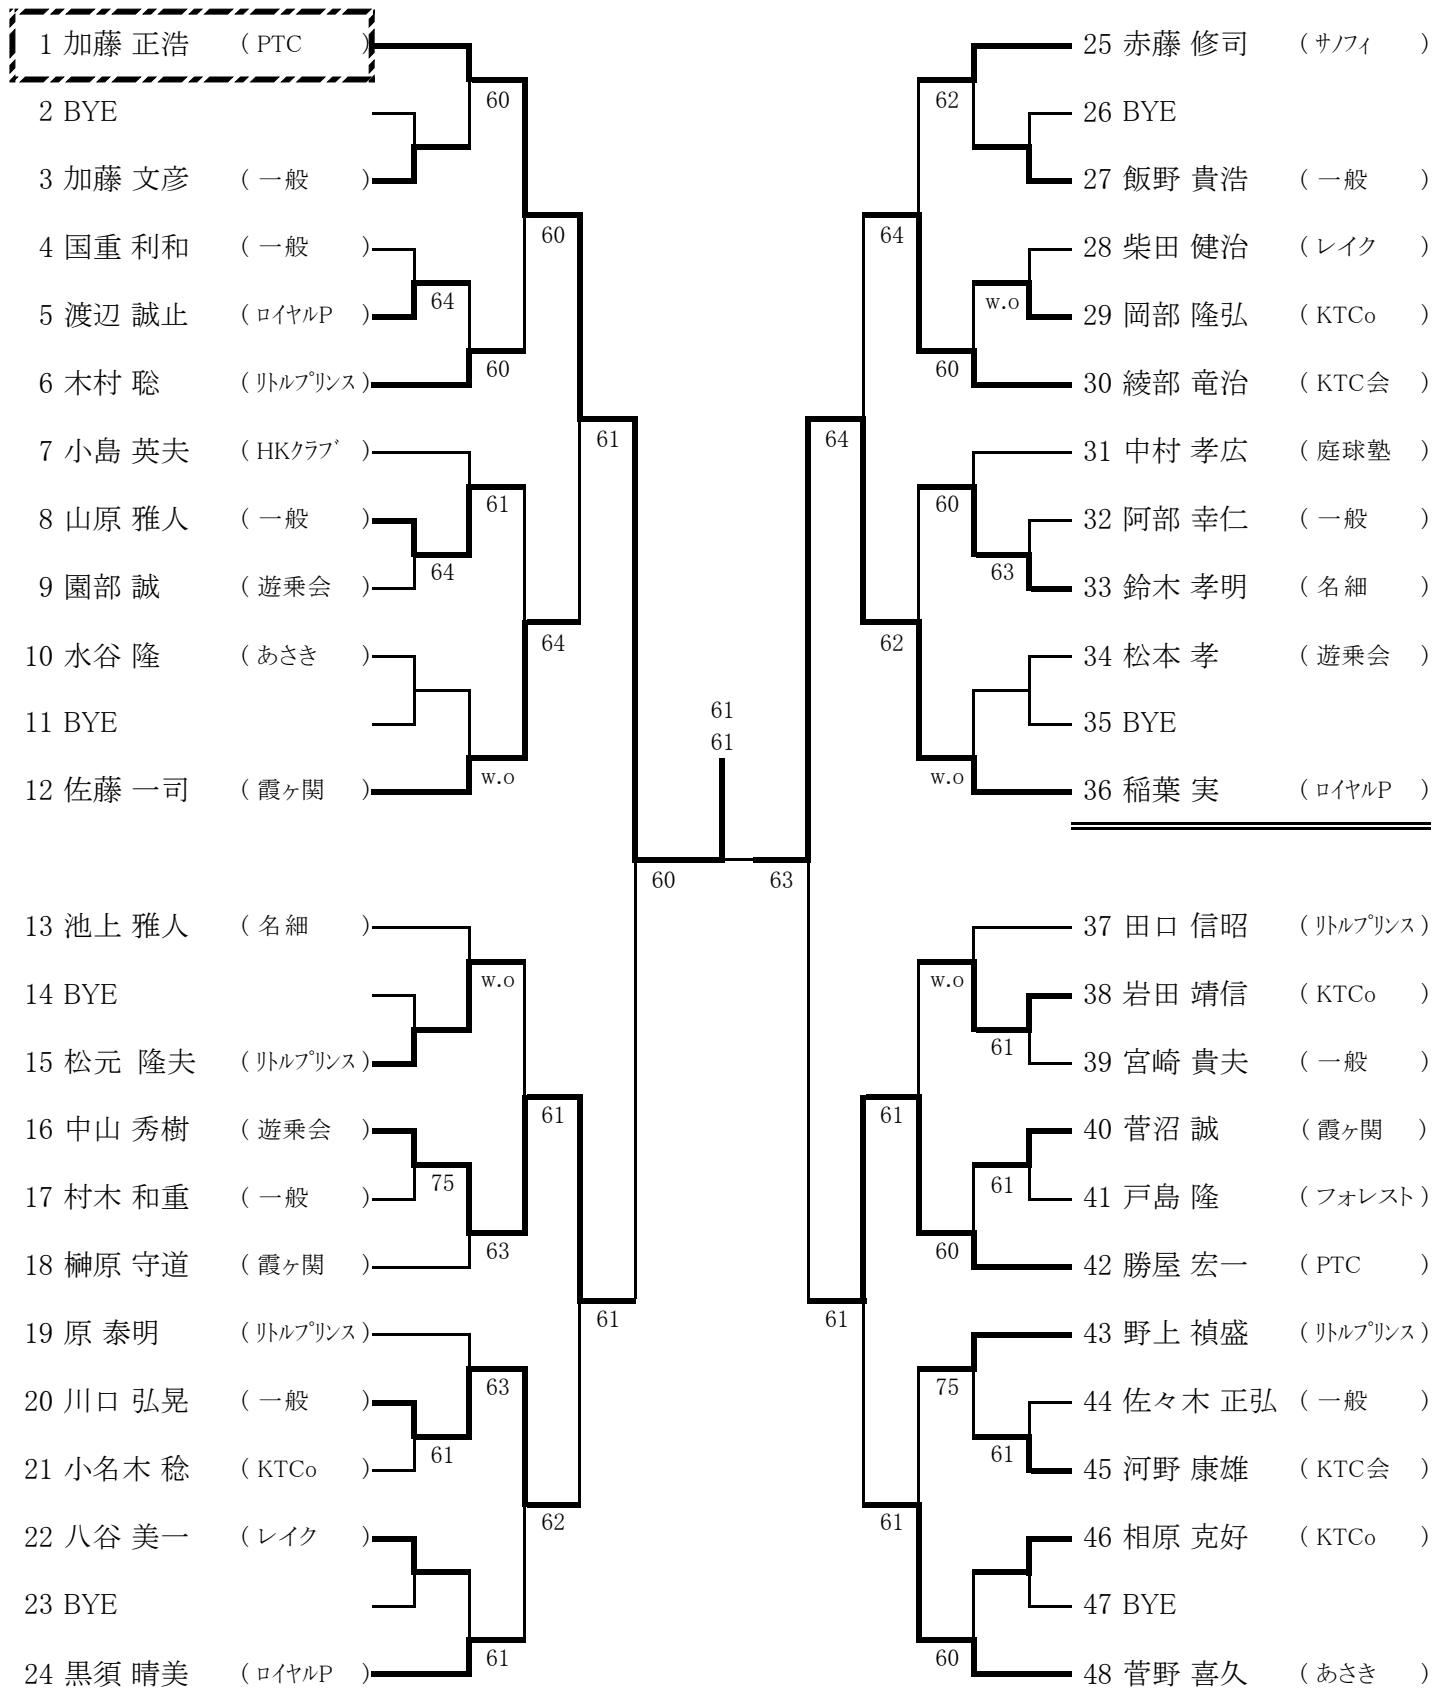 1 加藤 正浩 ( PTC )
2 BYE
3 加藤 文彦 ( 一般 )
4 国重 利和 ( 一般 )
5 渡辺 誠止 ( ロイヤルP )
6 木村 聡 ( リトルプリンス )
7 小島 英夫 ( HKクラブ )
8 山原 雅人 ( 一般 )
9 園部 誠 ( 遊乗会 )
10 水谷 隆 ( あさき )
11 BYE
12 佐藤 一司 ( 霞ヶ関 )
13 池上 雅人 ( 名細 )
14 BYE
15 松元 隆夫 ( リトルプリンス )
16 中山 秀樹 ( 遊乗会 )
17 村木 和重 ( 一般 )
18 榊原 守道 ( 霞ヶ関 )
19 原 泰明 ( リトルプリンス )
20 川口 弘晃 ( 一般 )
21 小名木 稔 ( KTCo )
22 八谷 美一 ( レイク )
23 BYE
24 黒須 晴美 ( ロイヤルP )
64
64
75
61
60
60
61
w.o
w.o
63
63
61
60
64
61
62
61
61
60
61
61
63
64
61
64
62
61
61
62
60
60
w.o
w.o
60
75
60
w.o
63
61
61
61
25 赤藤 修司 ( サノフィ )
26 BYE
27 飯野 貴浩 ( 一般 )
28 柴田 健治 ( レイク )
29 岡部 隆弘 ( KTCo )
30 綾部 竜治 ( KTC会 )
31 中村 孝広 ( 庭球塾 )
32 阿部 幸仁 ( 一般 )
33 鈴木 孝明 ( 名細 )
34 松本 孝 ( 遊乗会 )
35 BYE
36 稲葉 実 ( ロイヤルP )
37 田口 信昭 ( リトルプリンス )
38 岩田 靖信 ( KTCo )
39 宮崎 貴夫 ( 一般 )
40 菅沼 誠 ( 霞ヶ関 )
41 戸島 隆 ( フォレスト )
42 勝屋 宏一 ( PTC )
43 野上 禎盛 ( リトルプリンス )
44 佐々木 正弘 ( 一般 )
45 河野 康雄 ( KTC会 )
46 相原 克好 ( KTCo )
47 BYE
48 菅野 喜久 ( あさき )